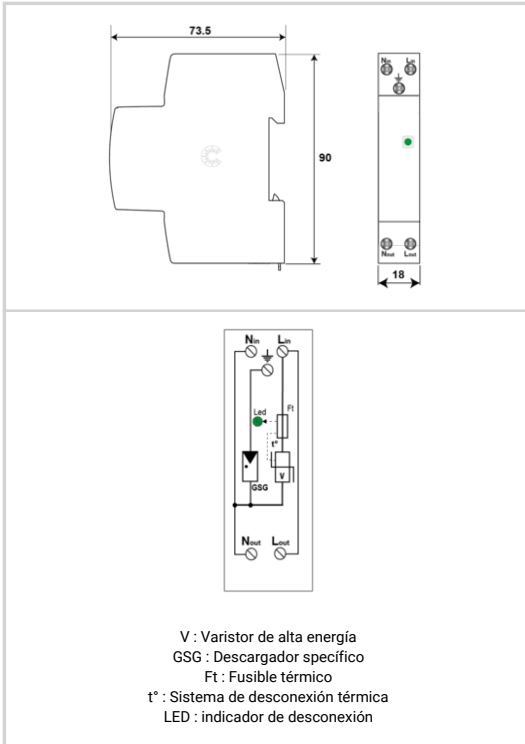 73.5
90
Nin Lin
Nout Lout
18
Nin Lin
Led Ft
t°
V
GSG
Nout Lout
V : Varistor de alta energía
GSG : Descargador specífico
Ft : Fusible térmico
t° : Sistema de desconexión térmica
LED : indicador de desconexión